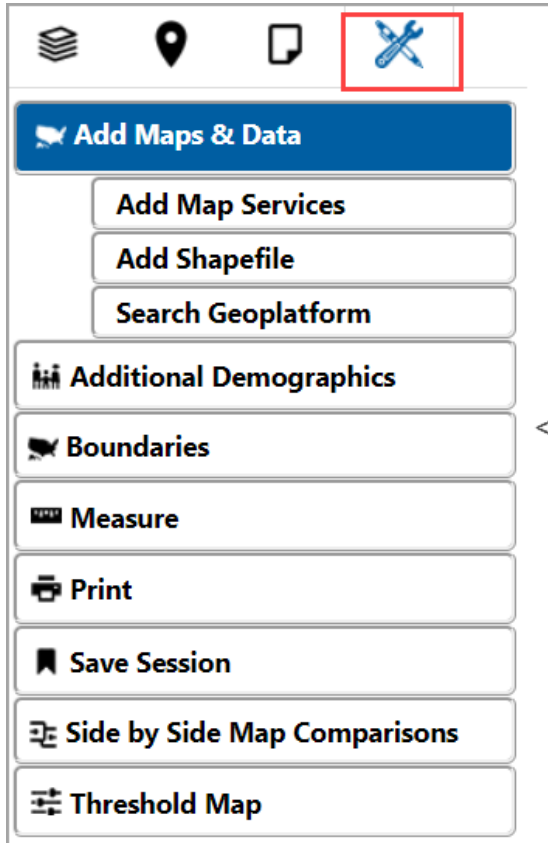 Add Maps & Data
Add Map Services
Add Shapefile
Search Geoplatform
Additional Demographics
Boundaries
Measure
Print
Save Session
Side by Side Map Comparisons
Threshold Map
<